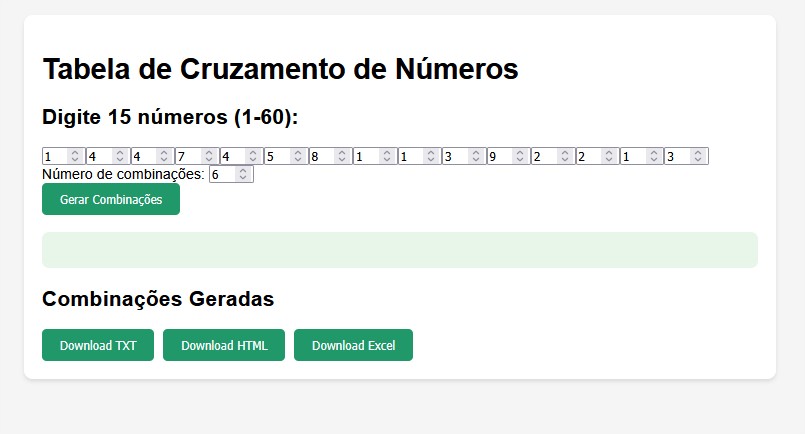 Tabela de Cruzamento de Números
Digite 15 números (1-60):
1 4 4 7 4 5 8 1 1 3 9 2 2 1 3
Número de combinações: 6
Gerar Combinações
Combinações Geradas
Download TXT Download HTML Download Excel